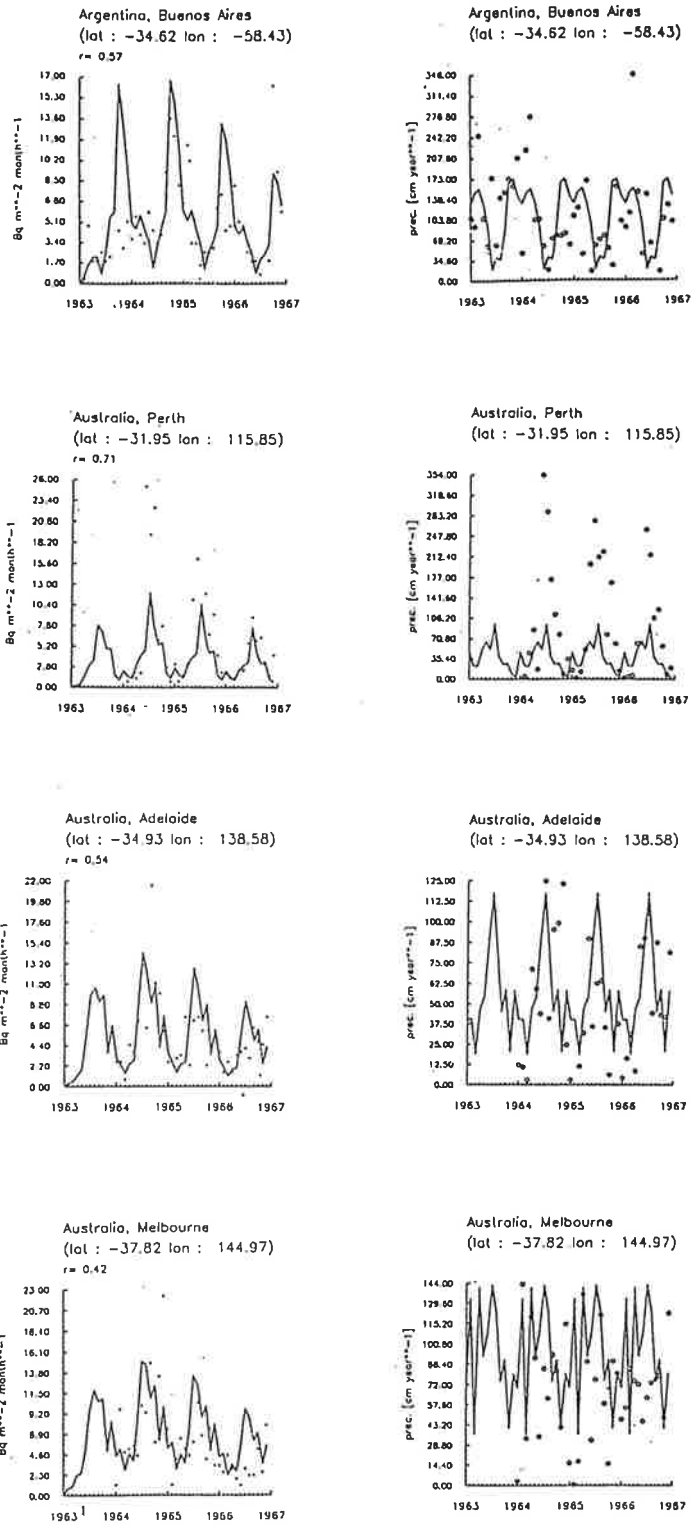 Argentina, Buenos Aires
(lat : -34.62 lon : -58.43)
r= 0.57
Bq m**-2 month**-1
17.00
15.30
13.60
11.90
10.20
8.50
6.80
5.10
3.40
1.70
0.00
1963 1964 1965 1966 1967
Argentina, Buenos Aires
(lat : -34.62 lon : -58.43)
prec. [cm year**-1]
346.00
311.40
276.80
242.20
207.60
173.00
138.40
103.80
69.20
34.60
0.00
1963 1964 1965 1966 1967
Australia, Perth
(lat : -31.95 lon : 115.85)
r= 0.71
Bq m**-2 month**-1
26.00
23.40
20.80
18.20
15.60
13.00
10.40
7.80
5.20
2.60
0.00
1963 1964 1965 1966 1967
Australia, Perth
(lat : -31.95 lon : 115.85)
prec. [cm year**-1]
354.00
318.60
283.20
247.80
212.40
177.00
141.60
106.20
70.80
35.40
0.00
1963 1964 1965 1966 1967
Australia, Adelaide
(lat : -34.93 lon : 138.58)
r= 0.54
Bq m**-2 month**-1
22.00
19.80
17.60
15.40
13.20
11.00
8.80
6.60
4.40
2.20
0.00
1963 1964 1965 1966 1967
Australia, Adelaide
(lat : -34.93 lon : 138.58)
prec. [cm year**-1]
125.00
112.50
100.00
87.50
75.00
62.50
50.00
37.50
25.00
12.50
0.00
1963 1964 1965 1966 1967
Australia, Melbourne
(lat : -37.82 lon : 144.97)
r= 0.42
Bq m**-2 month**-1
23.00
20.70
18.40
16.10
13.80
11.50
9.20
6.90
4.60
2.30
0.00
1963 1964 1965 1966 1967
Australia, Melbourne
(lat : -37.82 lon : 144.97)
prec. [cm year**-1]
144.00
129.60
115.20
100.80
86.40
72.00
57.60
43.20
28.80
14.40
0.00
1963 1964 1965 1966 1967